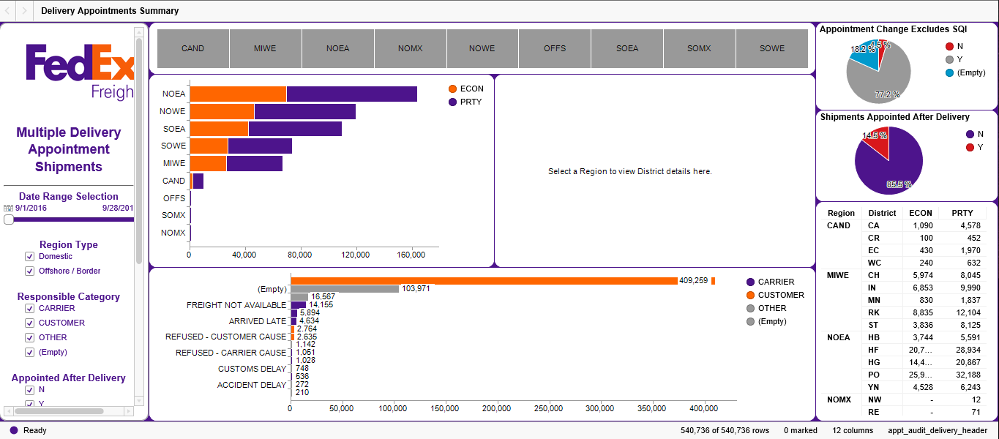 Delivery Appointments Summary
FedEx
Freigh
Multiple Delivery
Appointment
Shipments
Date Range Selection
9/1/2016 9/28/201
Region Type
Domestic
Offshore / Border
Responsible Category
CARRIER
CUSTOMER
OTHER
(Empty)
Appointed After Delivery
N
Y
CAND MIWE NOEA NOMX NOWE OFFS SOEA SOMX SOWE
NOEA
NOWE
SOEA
SOWE
MIWE
CAND
OFFS
SOMX
NOMX
0 40,000 80,000 120,000 160,000
ECON
PRTY
Select a Region to view District details here.
409,259
(Empty) 103,971
16,567
FREIGHT NOT AVAILABLE 14,155
5,894
ARRIVED LATE 4,634
2,764
REFUSED - CUSTOMER CAUSE 2,635
1,142
REFUSED - CARRIER CAUSE 1,051
1,028
CUSTOMS DELAY 748
536
ACCIDENT DELAY 272
210
0 50,000 100,000 150,000 200,000 250,000 300,000 350,000 400,000
CARRIER
CUSTOMER
OTHER
(Empty)
Appointment Change Excludes SQI
18.2 % 4.5 %
77.2 %
N
Y
(Empty)
Shipments Appointed After Delivery
14.5 %
85.5 %
N
Y
Region District ECON PRTY
CAND CA 1,090 4,578
CR 100 452
EC 430 1,970
WC 240 632
MIWE CH 5,974 8,045
IN 6,853 9,990
MN 830 1,837
RK 8,835 12,104
ST 3,836 8,125
NOEA HB 3,744 5,591
HF 20,7... 28,934
HG 14,4... 20,867
PO 25,9... 32,188
YN 4,528 6,243
NOMX NW - 12
RE - 71
Ready
540,736 of 540,736 rows 0 marked 12 columns appt_audit_delivery_header